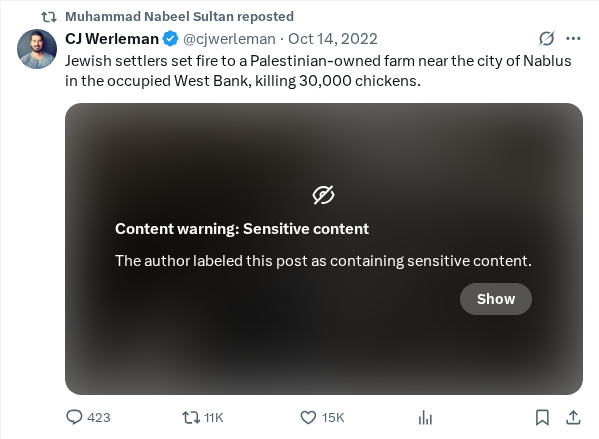 Muhammad Nabeel Sultan reposted
CJ Werleman @cjwerleman · Oct 14, 2022
Jewish settlers set fire to a Palestinian-owned farm near the city of Nablus
in the occupied West Bank, killing 30,000 chickens.
Content warning: Sensitive content
The author labeled this post as containing sensitive content.
Show
423 11K 15K